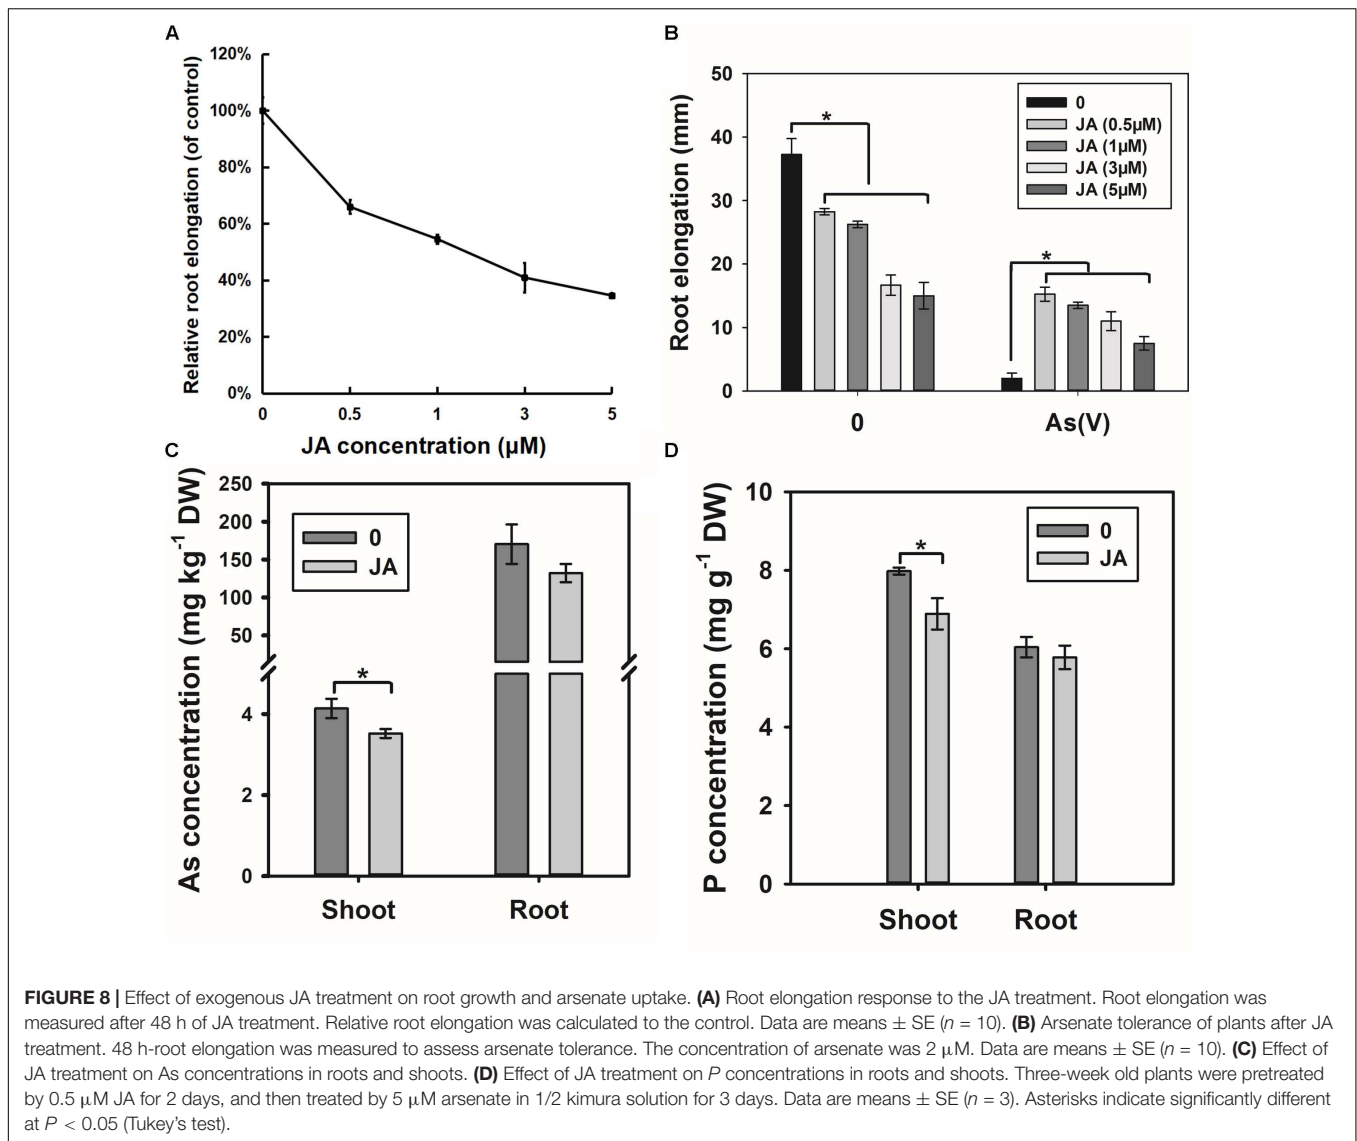 A
Relative root elongation (of control)
120%
100%
80%
60%
40%
20%
0%
0 0.5 1 3 5
JA concentration (µM)
B
Root elongation (mm)
50
40
30
20
10
0
0
JA (0.5µM)
JA (1µM)
JA (3µM)
JA (5µM)
*
*
0 As(V)
C
As concentration (mg kg-1 DW)
250
200
150
100
50
4
2
0
0
JA
*
Shoot Root
D
P concentration (mg g-1 DW)
10
8
6
4
2
0
0
JA
*
Shoot Root
FIGURE 8 | Effect of exogenous JA treatment on root growth and arsenate uptake. (A) Root elongation response to the JA treatment. Root elongation was
measured after 48 h of JA treatment. Relative root elongation was calculated to the control. Data are means ± SE (n = 10). (B) Arsenate tolerance of plants after JA
treatment. 48 h-root elongation was measured to assess arsenate tolerance. The concentration of arsenate was 2 µM. Data are means ± SE (n = 10). (C) Effect of
JA treatment on As concentrations in roots and shoots. (D) Effect of JA treatment on P concentrations in roots and shoots. Three-week old plants were pretreated
by 0.5 µM JA for 2 days, and then treated by 5 µM arsenate in 1/2 kimura solution for 3 days. Data are means ± SE (n = 3). Asterisks indicate significantly different
at P < 0.05 (Tukey's test).